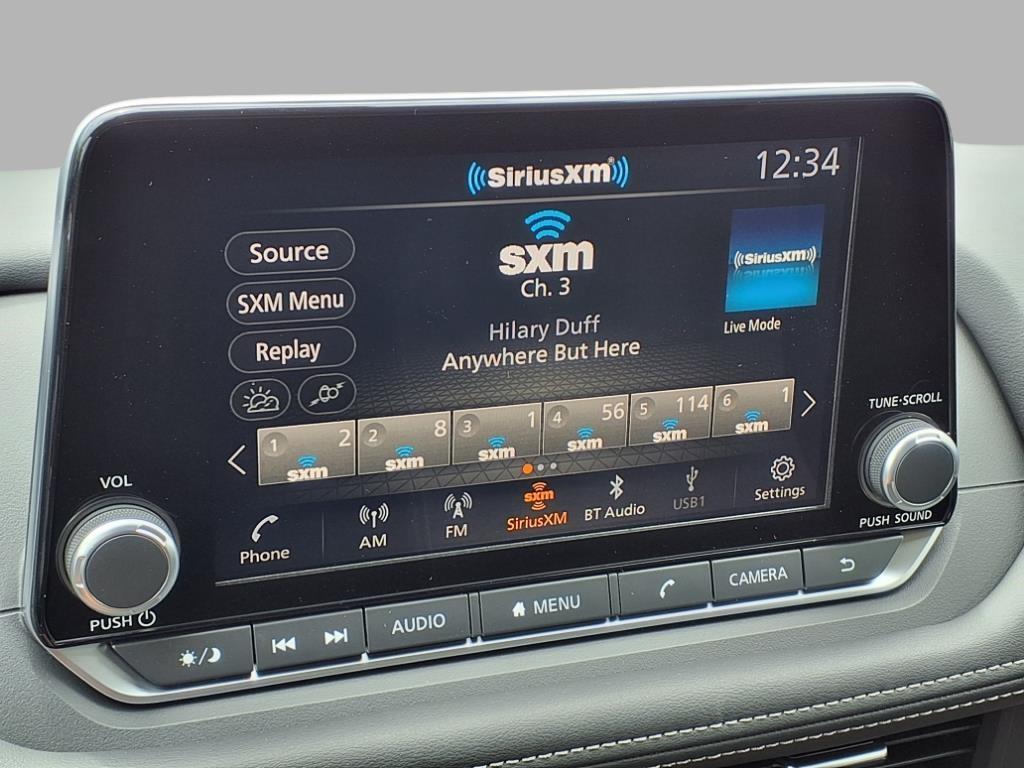 SiriusXM®
12:34
Source
SXM Menu
Replay
sxm
Ch. 3
Hilary Duff
Anywhere But Here
SiriusXM
Live Mode
1 2 sxm
2 8 sxm
3 1 sxm
4 56 sxm
5 114 sxm
6 1 sxm
Phone
AM
FM
sxm
SiriusXM
BT Audio
USB1
Settings
VOL
PUSH
TUNE·SCROLL
PUSH SOUND
AUDIO
MENU
CAMERA